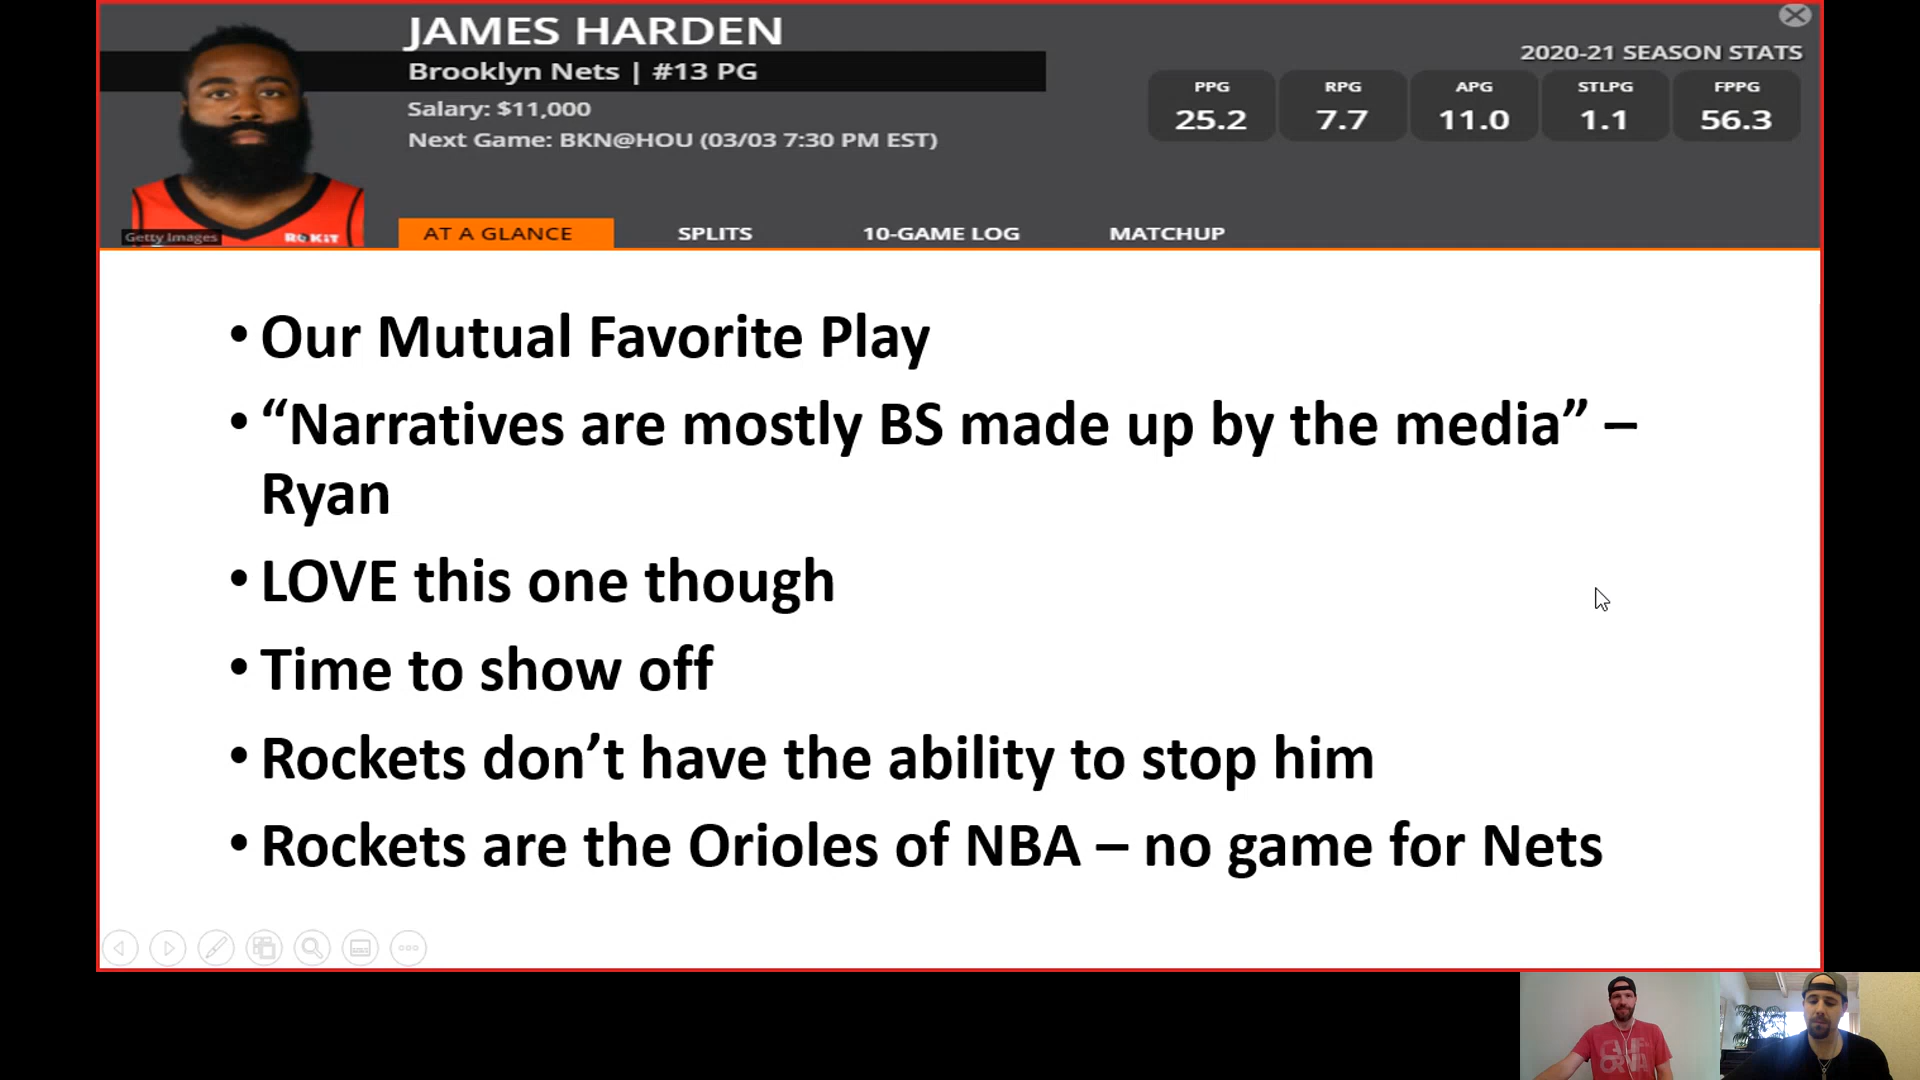 JAMES HARDEN
Brooklyn Nets | #13 PG
Salary: $11,000
Next Game: BKN@HOU (03/03 7:30 PM EST)
2020-21 SEASON STATS
PPG RPG APG STLPG FPPG
25.2 7.7 11.0 1.1 56.3
Getty Images
ROKiT
AT A GLANCE SPLITS 10-GAME LOG MATCHUP
• Our Mutual Favorite Play
• “Narratives are mostly BS made up by the media” –
Ryan
• LOVE this one though
• Time to show off
• Rockets don’t have the ability to stop him
• Rockets are the Orioles of NBA – no game for Nets